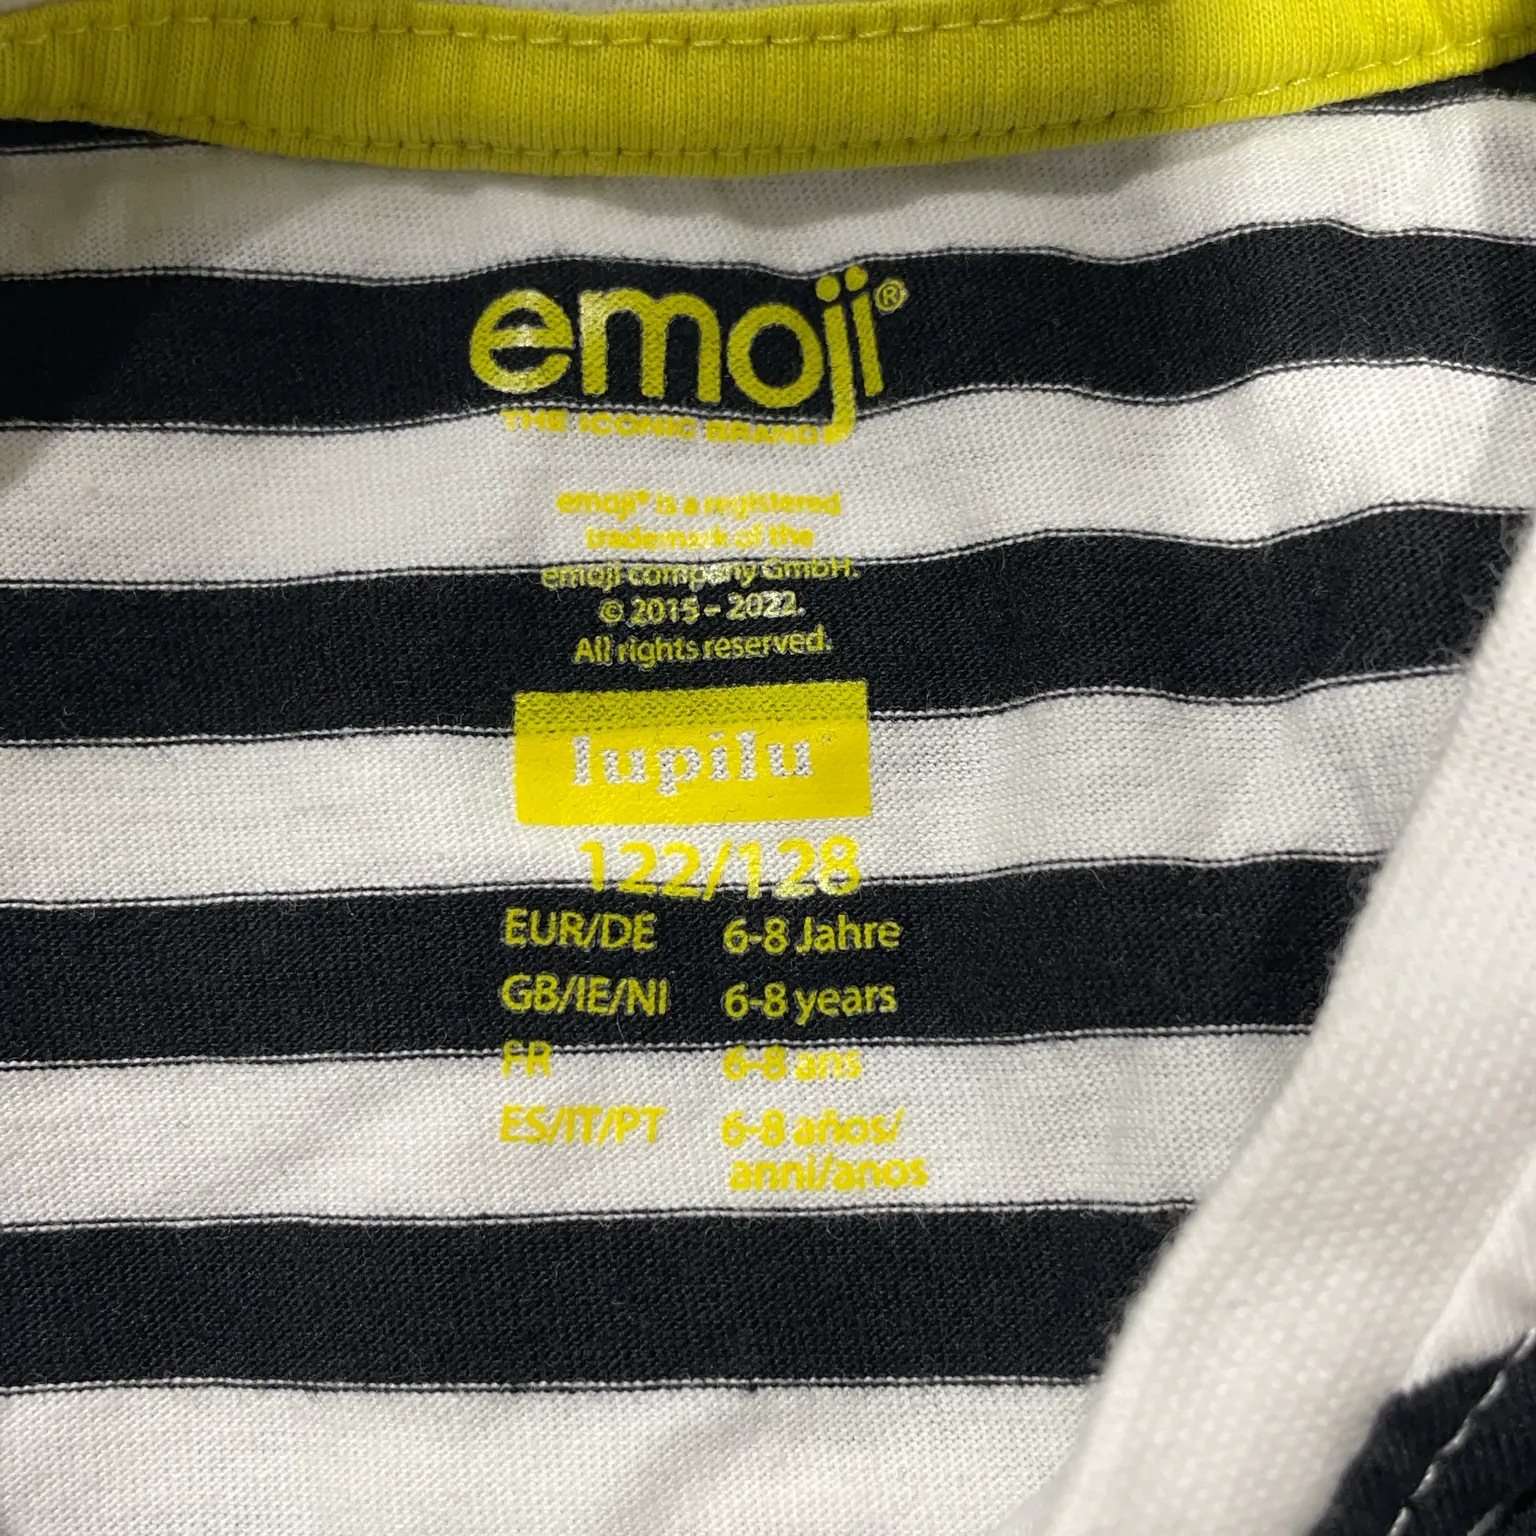 emoji®
THE ICONIC BRAND
emoji® is a registered
trademark of the
emoji company GmbH.
© 2015 – 2022.
All rights reserved.
lupilu
122/128
EUR/DE 6-8 Jahre
GB/IE/NI 6-8 years
FR 6-8 ans
ES/IT/PT 6-8 años/
anni/anos